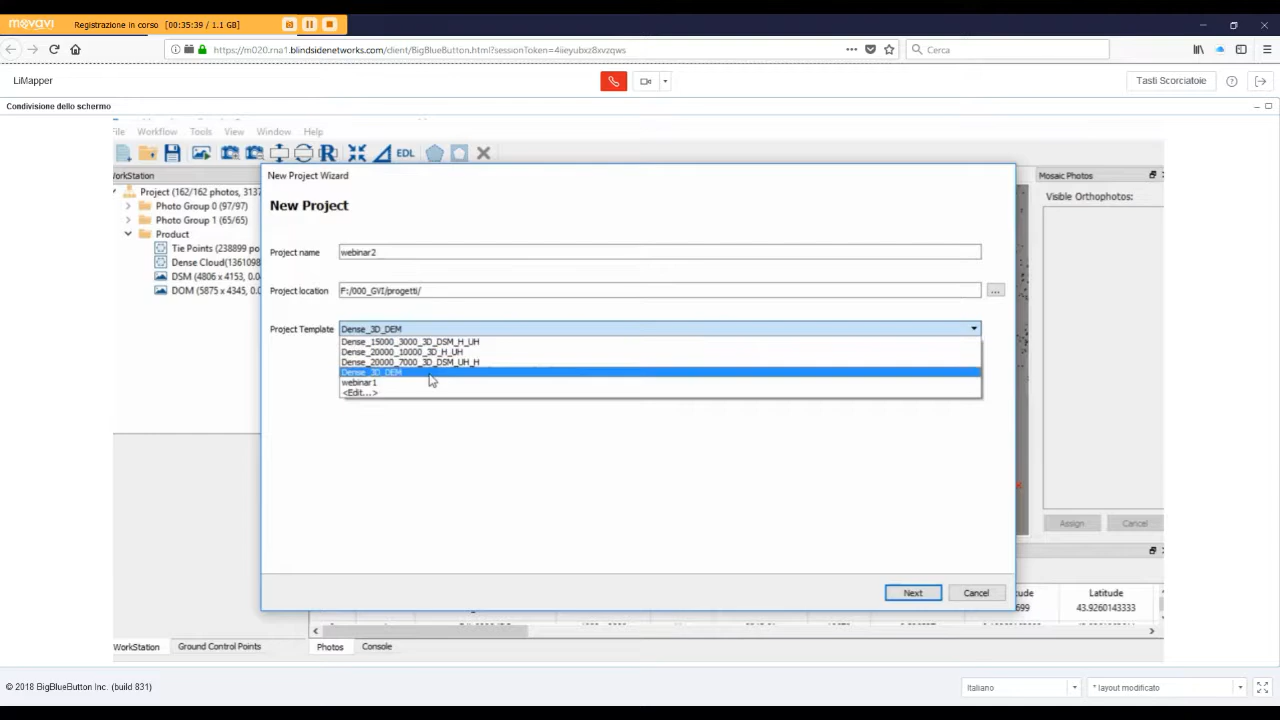 movavi Registrazione in corso [00:35:39 / 1.1 GB]
https://m020.rna1.blindsidenetworks.com/client/BigBlueButton.html?sessionToken=4iieyubxz8xvzqws
Cerca
LiMapper
Tasti Scorciatoie
Condivisione dello schermo
File Workflow Tools View Window Help
EDL
WorkStation
New Project Wizard
Mosaic Photos
Project (162/162 photos, 3137
New Project
Visible Orthophotos:
Photo Group 0 (97/97)
Photo Group 1 (65/65)
Product
Tie Points (238899 po
Project name webinar2
Dense Cloud(1361098
DSM (4806 x 4153, 0.0
DOM (5875 x 4345, 0.0
Project location F:/000_GVI/progetti/ ...
Project Template Dense_3D_DEM
Dense_15000_3000_3D_DSM_H_UH
Dense_20000_10000_3D_H_UH
Dense_20000_7000_3D_DSM_UH_H
Dense_3D_DEM
webinar1
<Edit...>
Assign Cancel
Next Cancel
tude Latitude
699 43.9260143333
WorkStation Ground Control Points Photos Console
© 2018 BigBlueButton Inc. (build 831)
Italiano * layout modificato